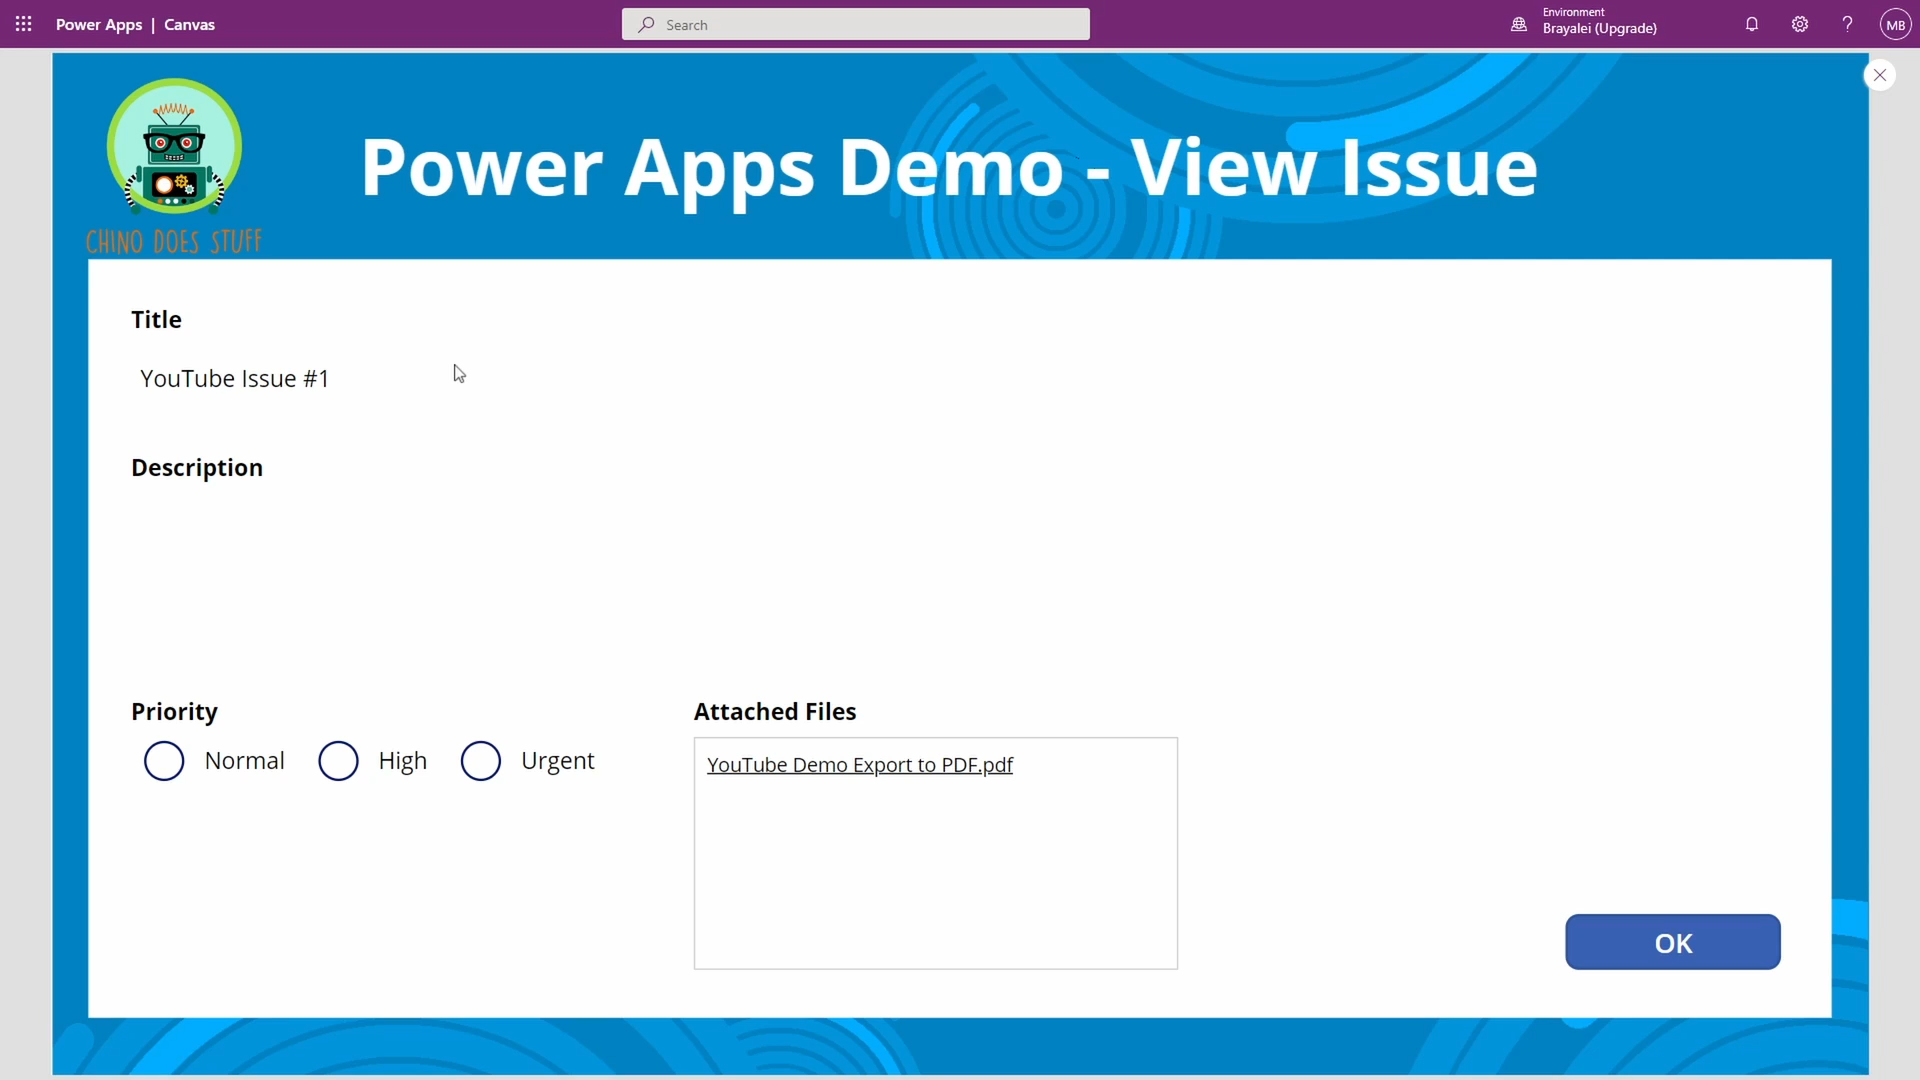 Power Apps | Canvas
Search
Environment
Brayalei (Upgrade)
?
MB
CHINO DOES STUFF
Power Apps Demo - View Issue
Title
YouTube Issue #1
Description
Priority
Attached Files
Normal
High
Urgent
YouTube Demo Export to PDF.pdf
OK